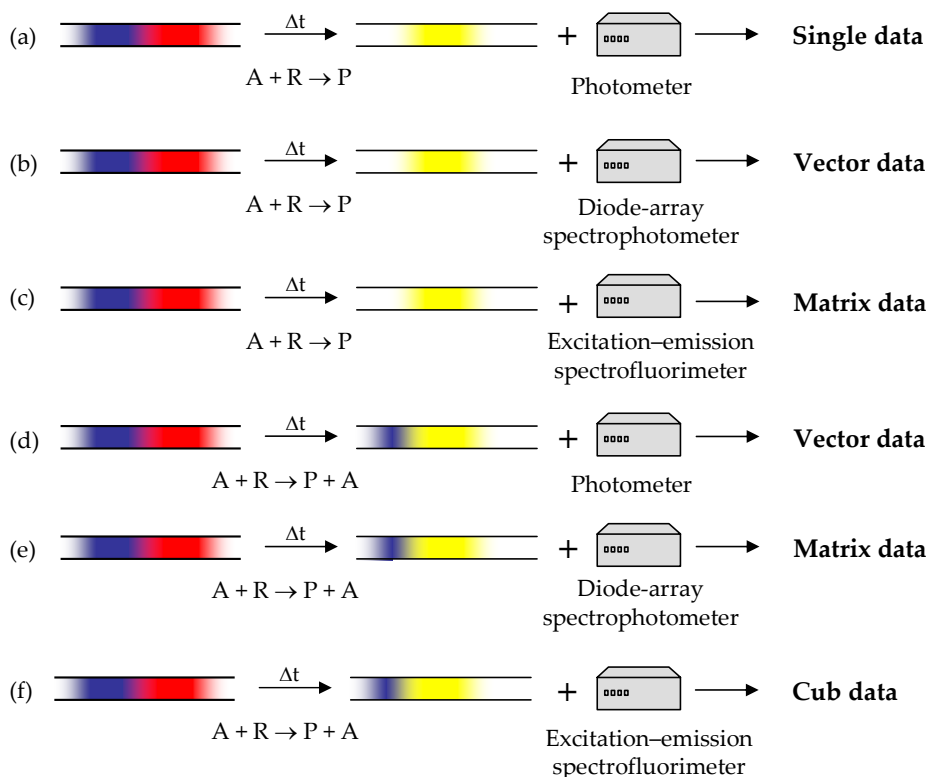 (a)
Δt
A + R → P
+
Photometer
Single data
(b)
Δt
A + R → P
+
Diode-array
spectrophotometer
Vector data
(c)
Δt
A + R → P
+
Excitation–emission
spectrofluorimeter
Matrix data
(d)
Δt
A + R → P + A
+
Photometer
Vector data
(e)
Δt
A + R → P + A
+
Diode-array
spectrophotometer
Matrix data
(f)
Δt
A + R → P + A
+
Excitation–emission
spectrofluorimeter
Cub data